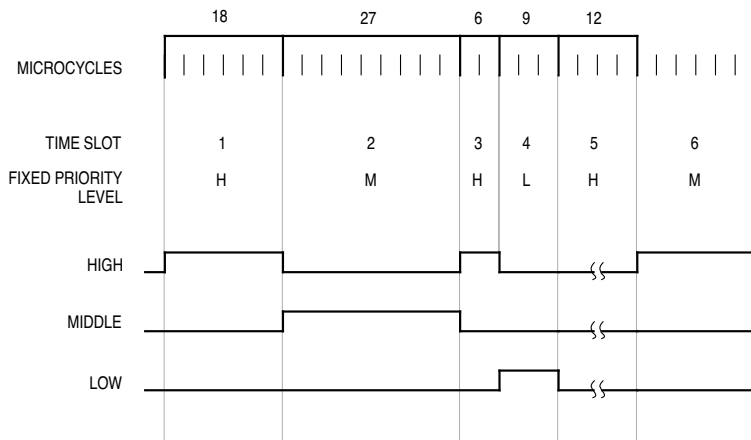 18 27 6 9 12
MICROCYCLES
TIME SLOT 1 2 3 4 5 6
FIXED PRIORITY
LEVEL
H M H L H M
HIGH
MIDDLE
LOW